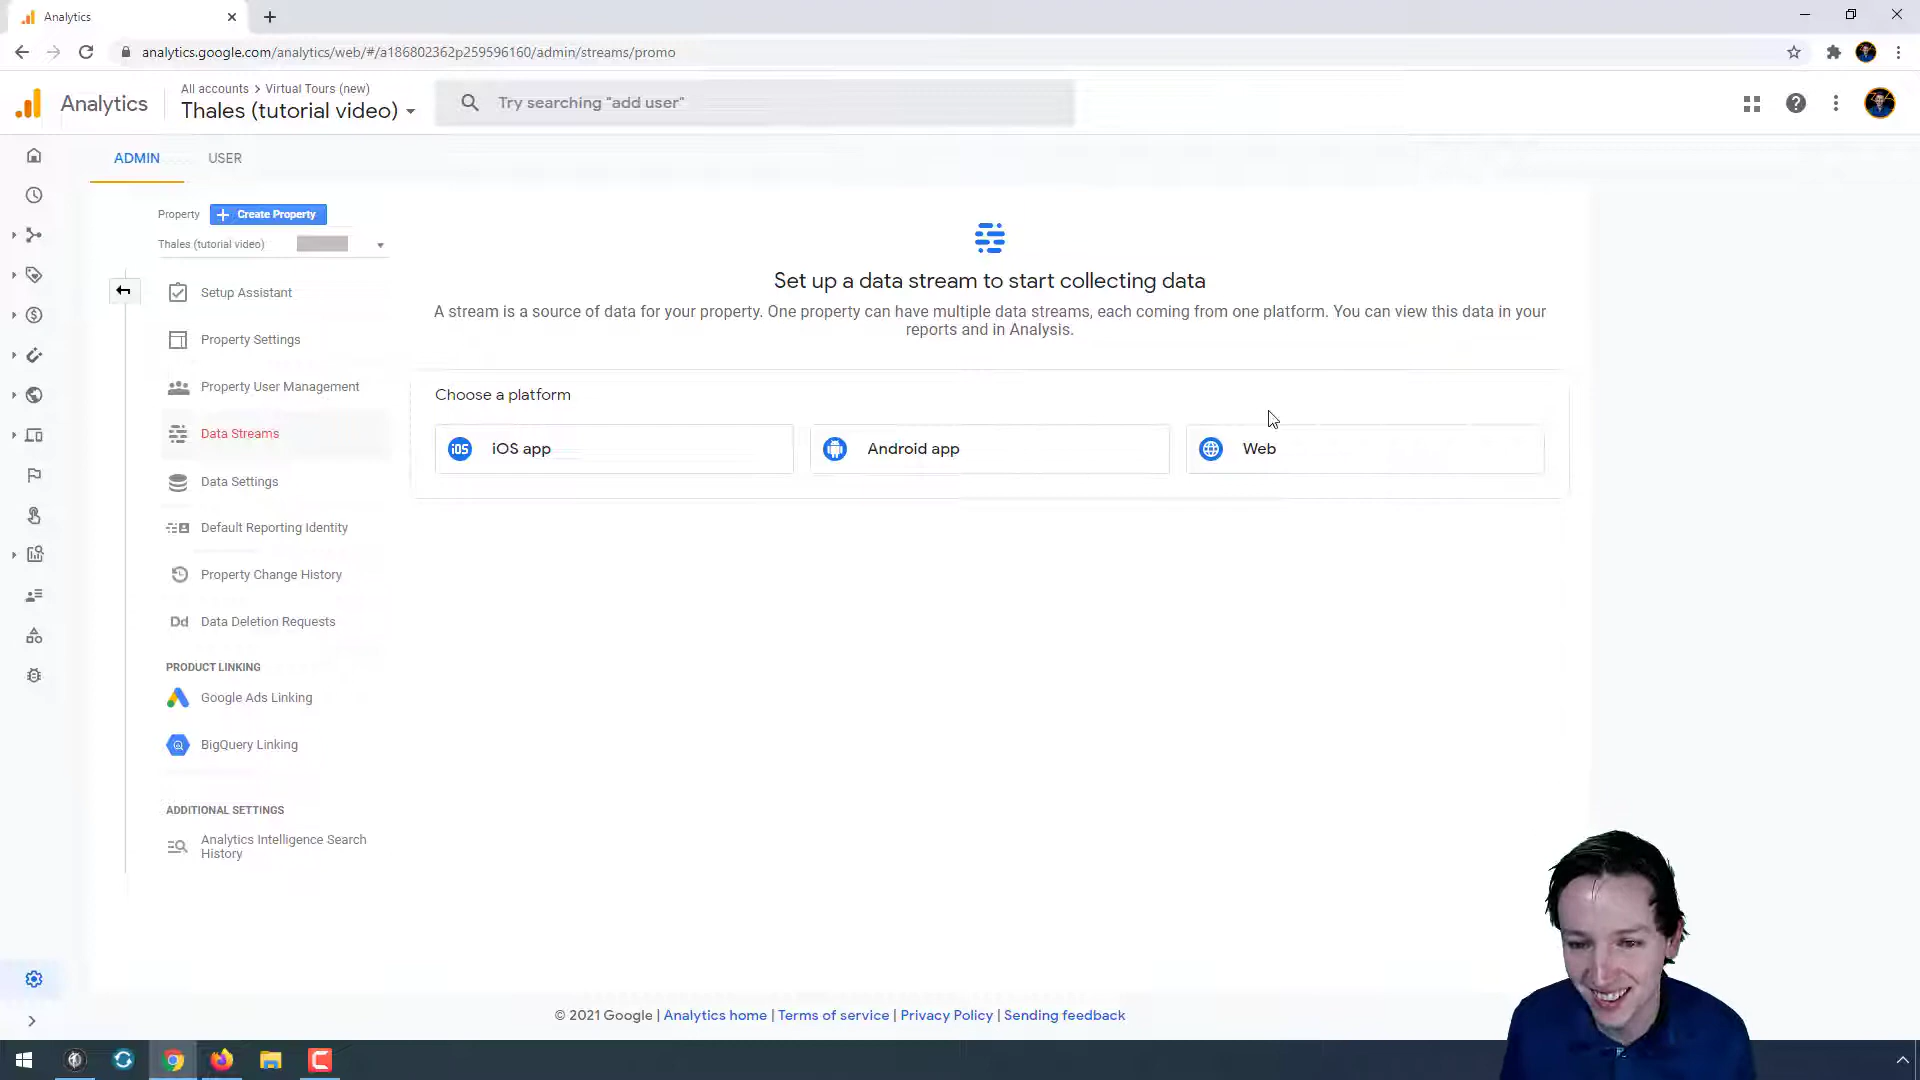 Analytics
analytics.google.com/analytics/web/#/a186802362p259596160/admin/streams/promo
Analytics
All accounts > Virtual Tours (new)
Thales (tutorial video)
Try searching "add user"
ADMIN
USER
Property
Create Property
Thales (tutorial video)
Setup Assistant
Property Settings
Property User Management
Data Streams
Data Settings
Default Reporting Identity
Property Change History
Dd
Data Deletion Requests
PRODUCT LINKING
Google Ads Linking
BigQuery Linking
ADDITIONAL SETTINGS
Analytics Intelligence Search
History
Set up a data stream to start collecting data
A stream is a source of data for your property. One property can have multiple data streams, each coming from one platform. You can view this data in your
reports and in Analysis.
Choose a platform
iOS
iOS app
Android app
Web
© 2021 Google | Analytics home | Terms of service | Privacy Policy | Sending feedback